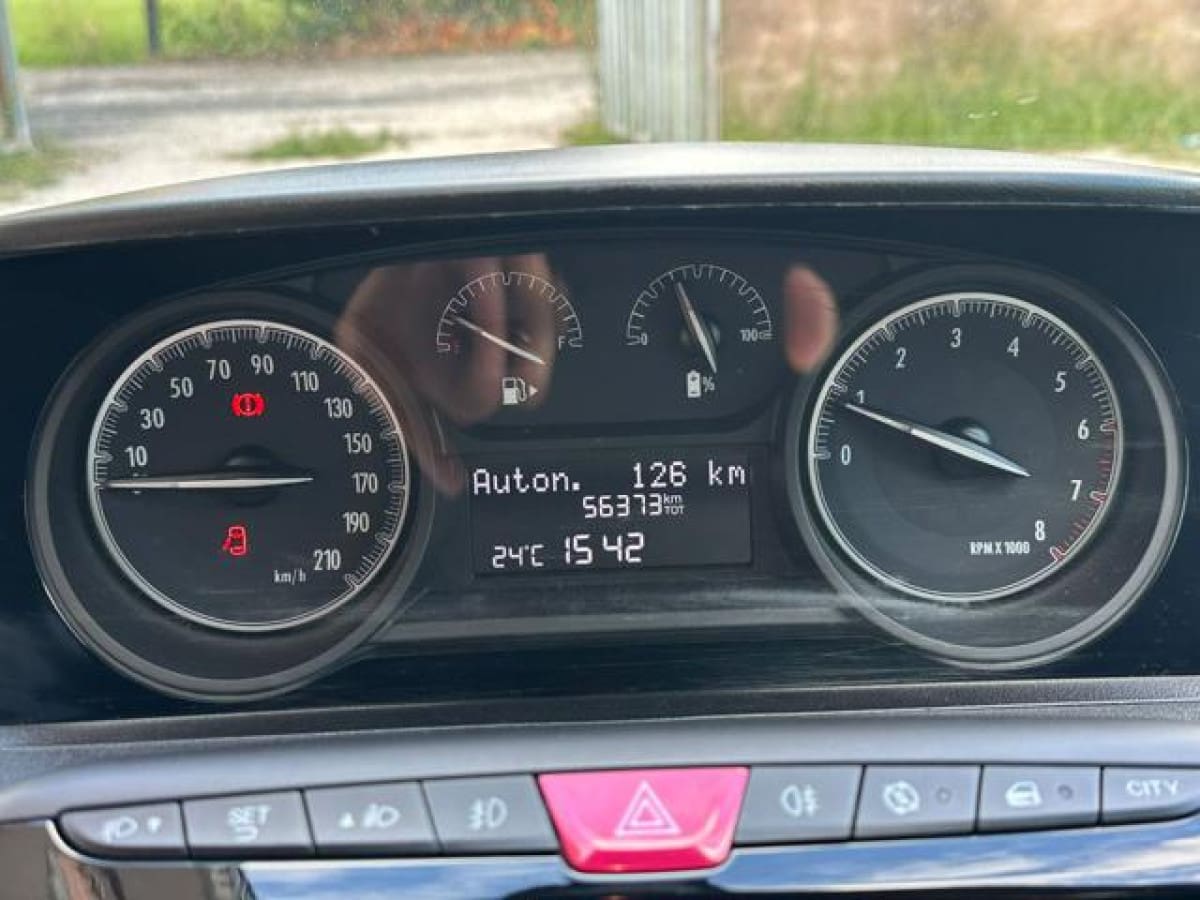 10 30 50 70 90 110 130 150 170 190 210
km/h
F
0 100
%
Auton. 126 km
56373 km TOT
24°C 15 42
0 1 2 3 4 5 6 7 8
RPM X 1000
SET
CITY